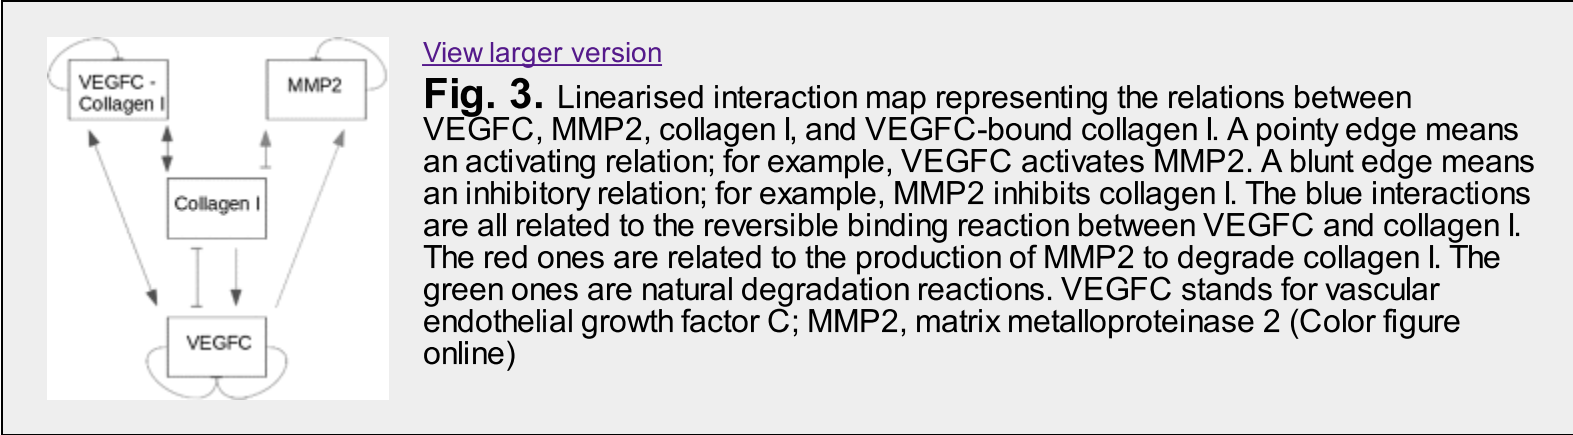 VEGFC -
Collagen I
MMP2
Collagen I
VEGFC
View larger version
Fig. 3. Linearised interaction map representing the relations between
VEGFC, MMP2, collagen I, and VEGFC-bound collagen I. A pointy edge means
an activating relation; for example, VEGFC activates MMP2. A blunt edge means
an inhibitory relation; for example, MMP2 inhibits collagen I. The blue interactions
are all related to the reversible binding reaction between VEGFC and collagen I.
The red ones are related to the production of MMP2 to degrade collagen I. The
green ones are natural degradation reactions. VEGFC stands for vascular
endothelial growth factor C; MMP2, matrix metalloproteinase 2 (Color figure
online)